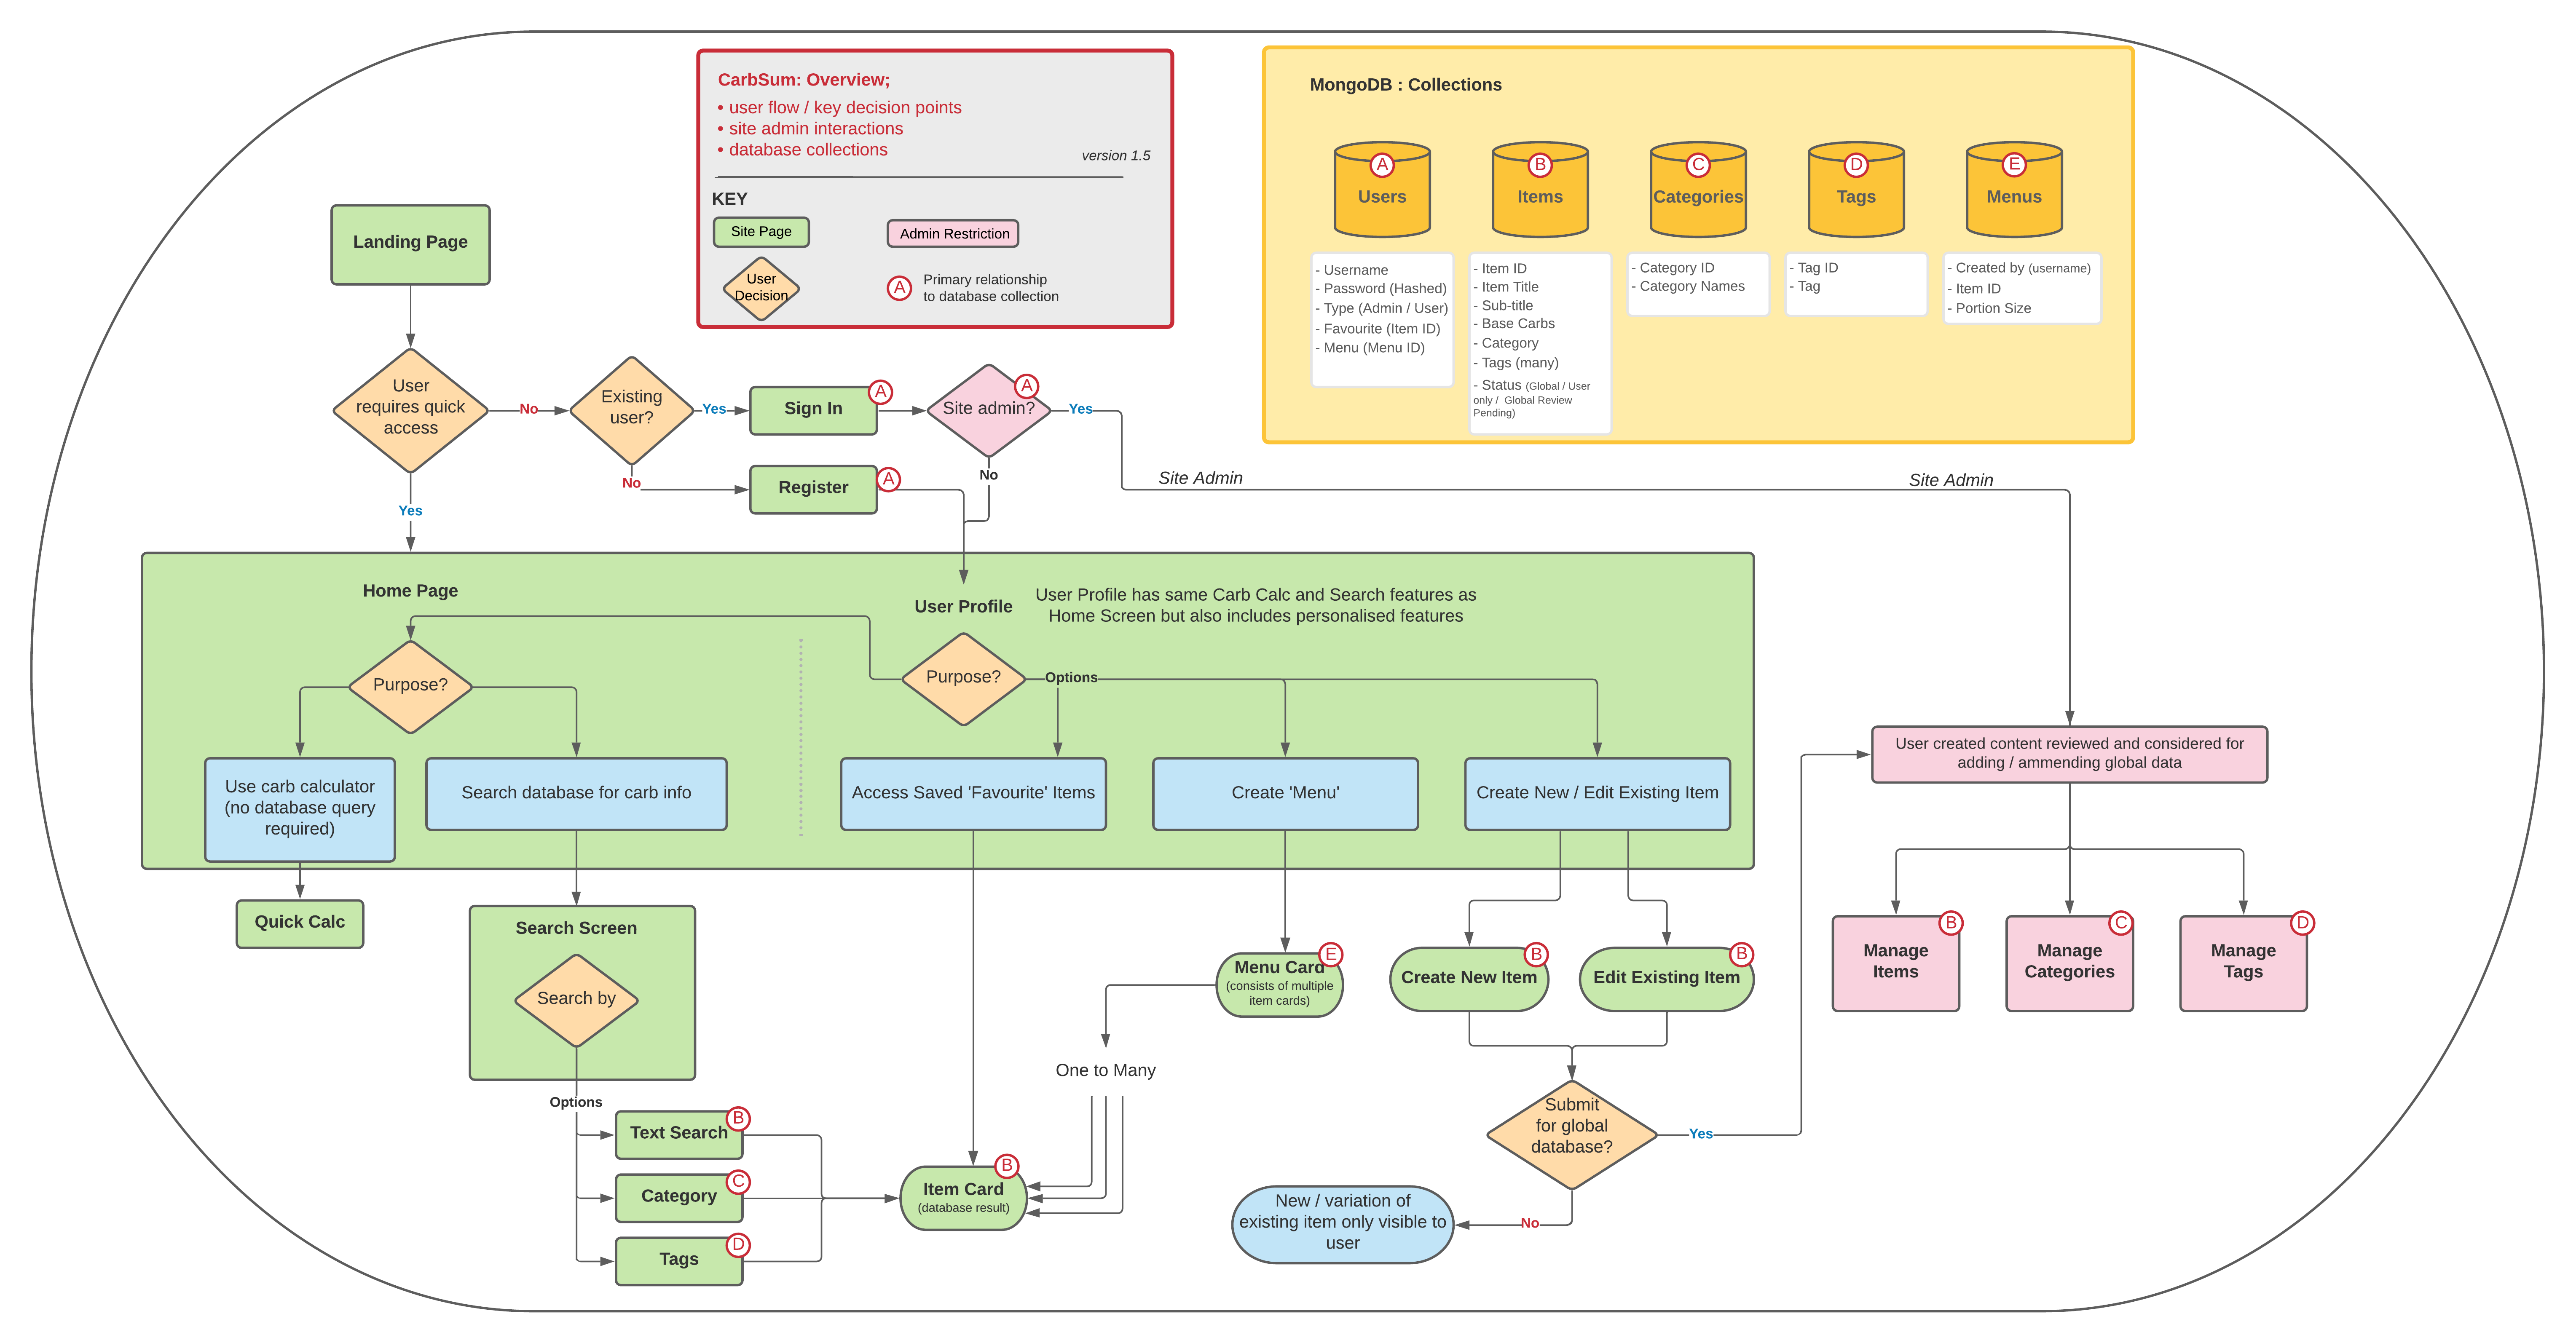 CarbSum: Overview;
• user flow / key decision points
• site admin interactions
• database collections
version 1.5
KEY
Site Page
Admin Restriction
User
Decision
A
Primary relationship
to database collection
MongoDB : Collections
A
Users
B
Items
C
Categories
D
Tags
E
Menus
- Username
- Password (Hashed)
- Type (Admin / User)
- Favourite (Item ID)
- Menu (Menu ID)
- Item ID
- Item Title
- Sub-title
- Base Carbs
- Category
- Tags (many)
- Status (Global / User
only /  Global Review
Pending)
- Category ID
- Category Names
- Tag ID
- Tag
- Created by (username)
- Item ID
- Portion Size
Landing Page
User
requires quick
access
No
Existing
user?
Yes
Sign In
A
Site admin?
A
Yes
No
Register
A
No
Yes
Site Admin
Site Admin
Home Page
User Profile
User Profile has same Carb Calc and Search features as
Home Screen but also includes personalised features
Purpose?
Purpose?
Options
Use carb calculator
(no database query
required)
Search database for carb info
Access Saved 'Favourite' Items
Create 'Menu'
Create New / Edit Existing Item
User created content reviewed and considered for
adding / ammending global data
Quick Calc
Search Screen
Search by
Options
Text Search
B
Category
C
Tags
D
Item Card
(database result)
B
Menu Card
(consists of multiple
item cards)
E
One to Many
Create New Item
B
Edit Existing Item
B
Manage
Items
B
Manage
Categories
C
Manage
Tags
D
Submit
for global
database?
Yes
No
New / variation of
existing item only visible to
user